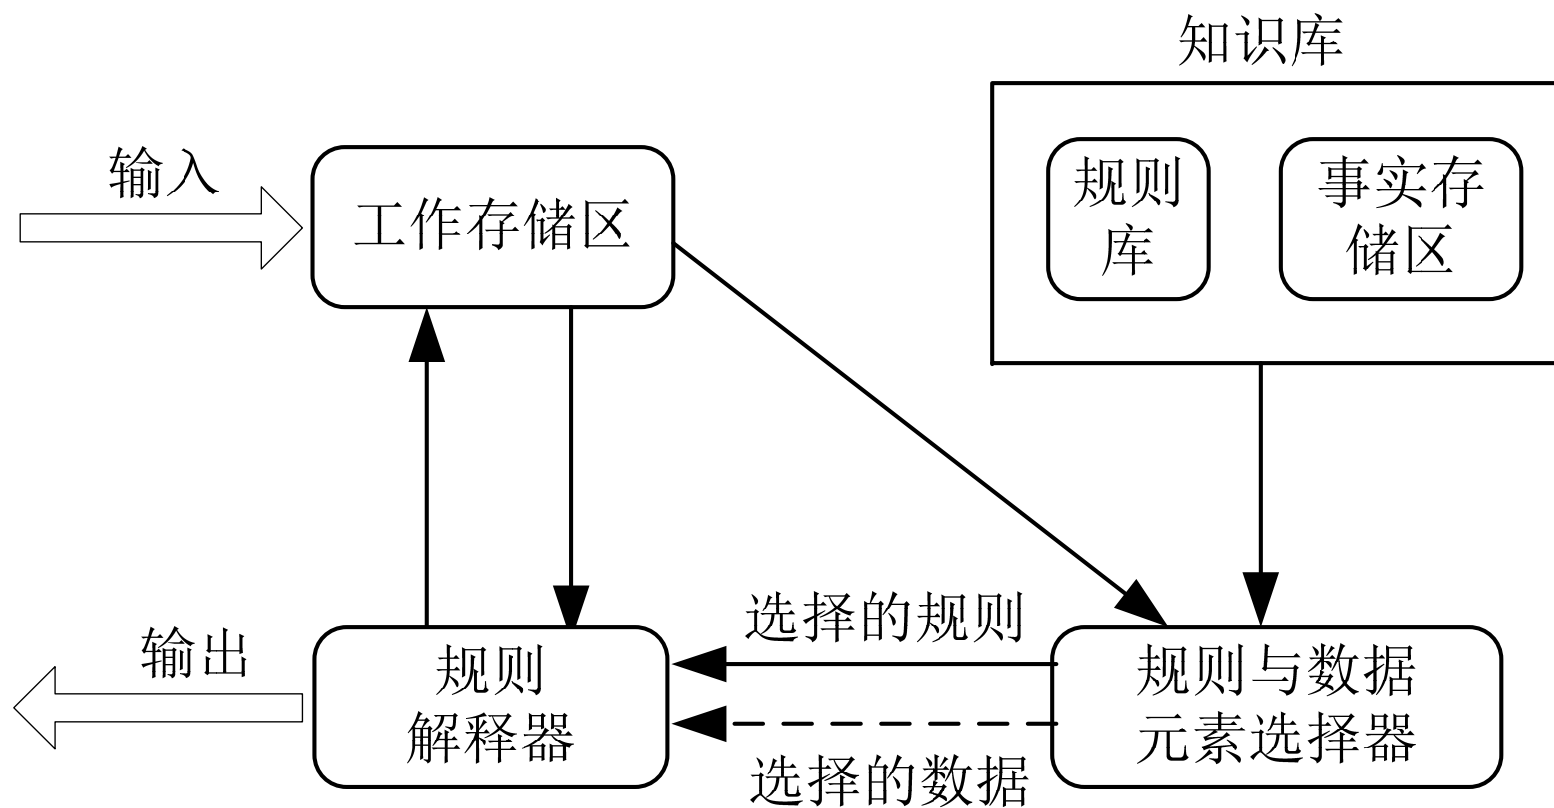 知识库
输入
工作存储区
规则
库
事实存
储区
选择的规则
输出
规则
解释器
规则与数据
元素选择器
选择的数据